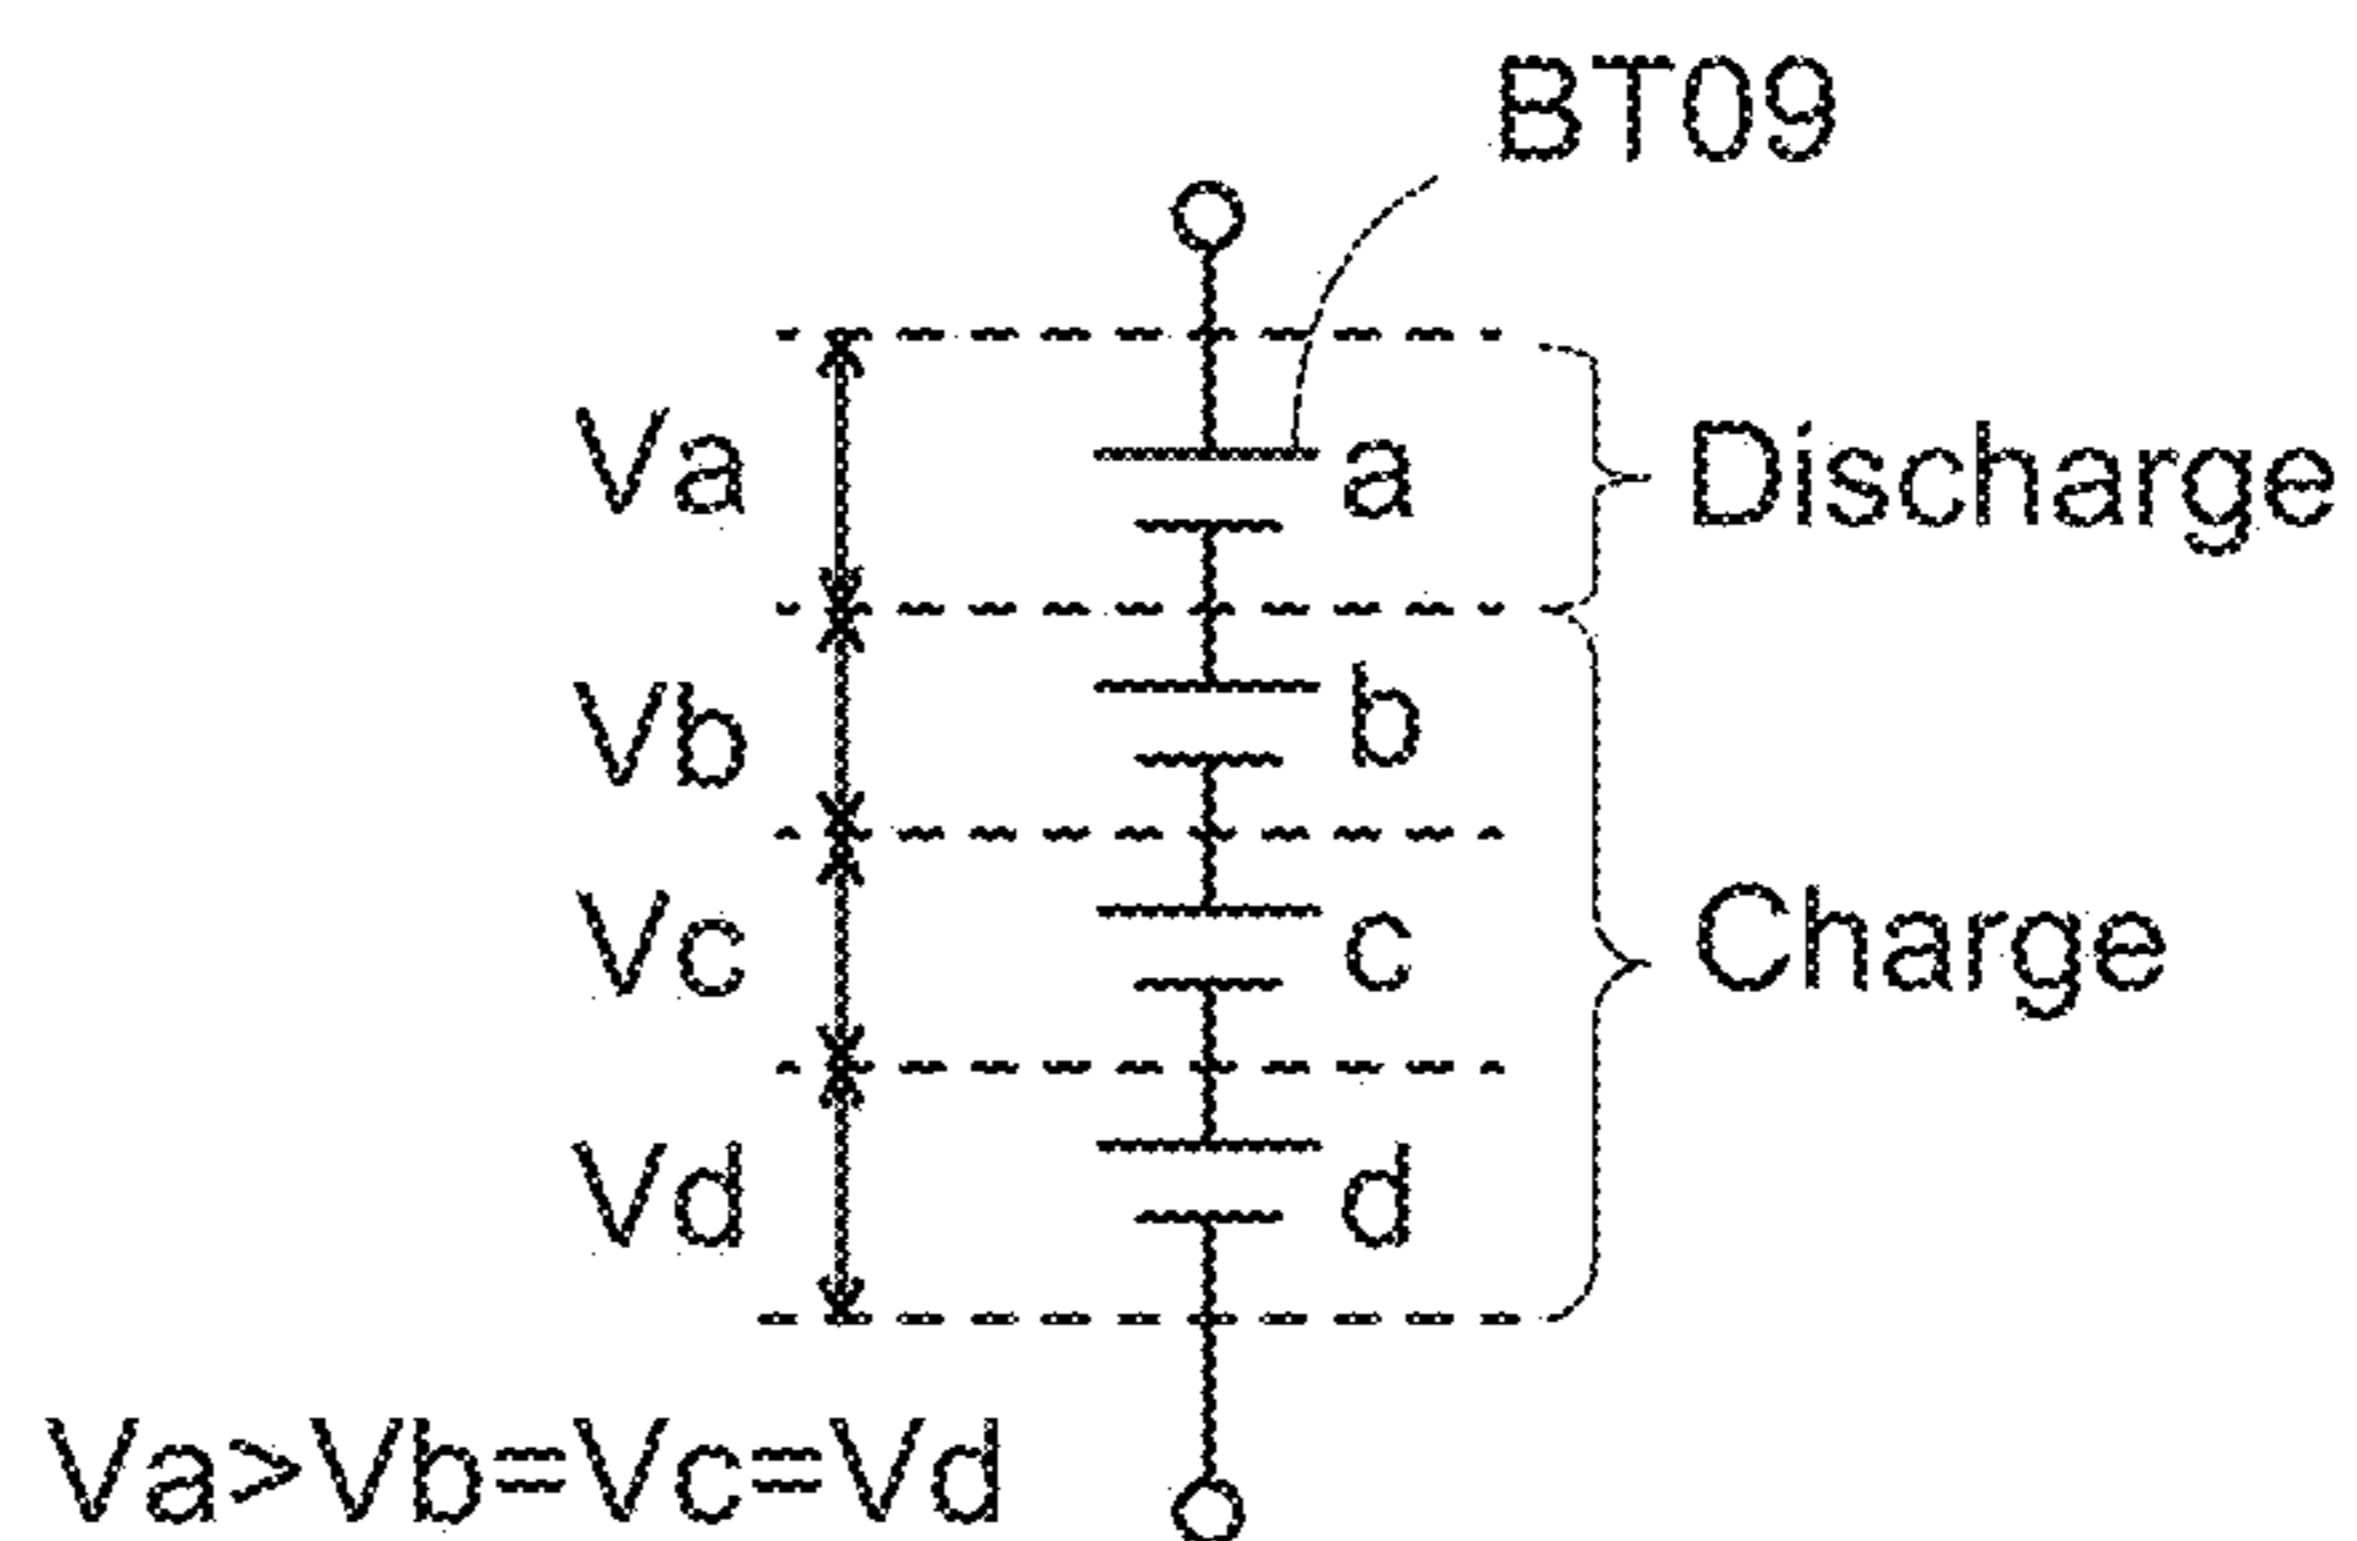 BT09
Va
a
Discharge
Vb
b
Vc
c
Charge
Vd
d
Va>Vb=Vc=Vd